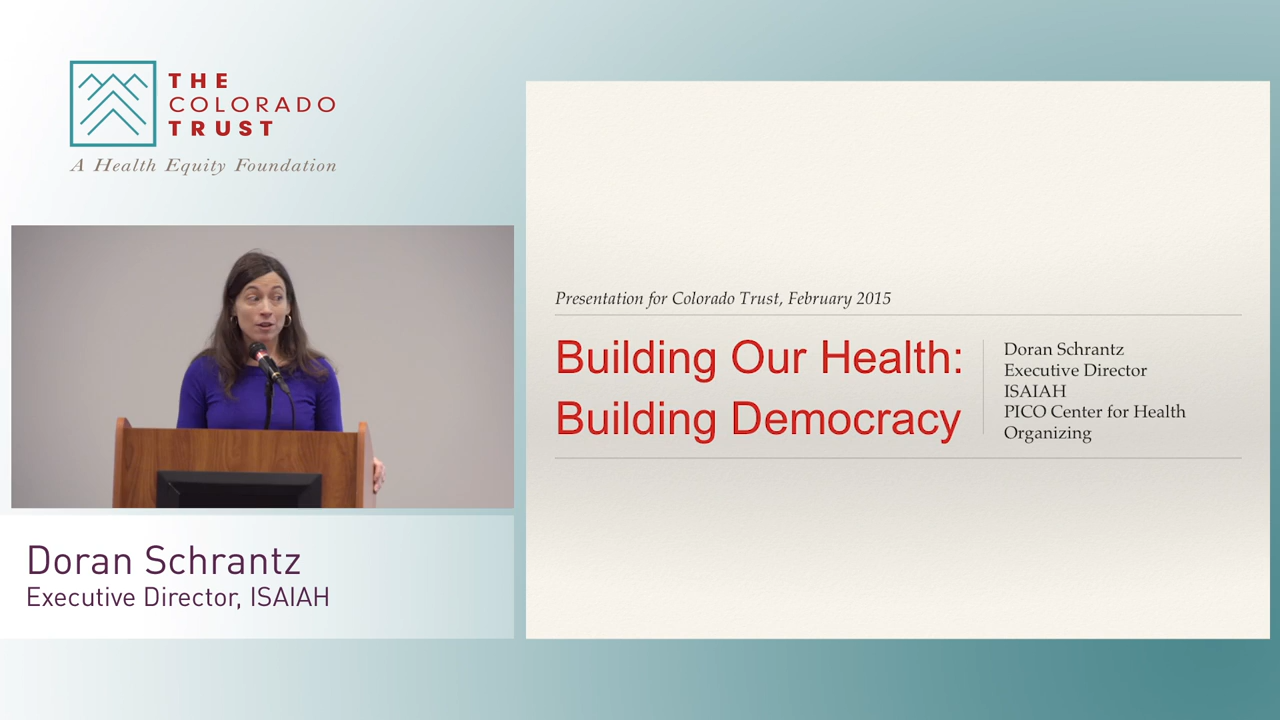 THE
COLORADO
TRUST
A Health Equity Foundation
Doran Schrantz
Executive Director, ISAIAH
Presentation for Colorado Trust, February 2015
Building Our Health:
Building Democracy
Doran Schrantz
Executive Director
ISAIAH
PICO Center for Health
Organizing